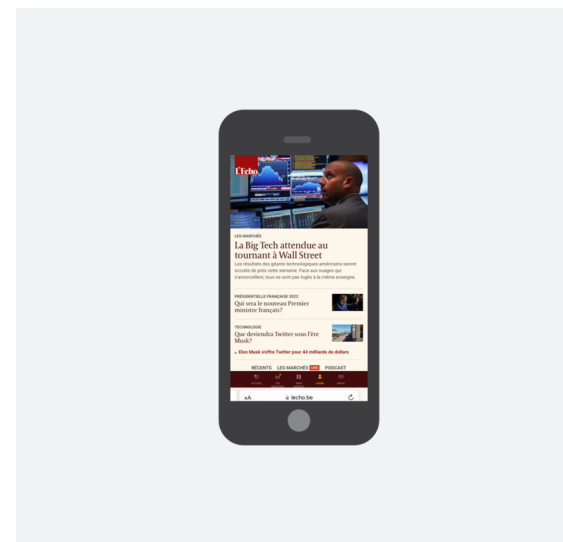 L'Echo
LES MARCHÉS
La Big Tech attendue au
tournant à Wall Street
Les résultats des géants technologiques américains seront
scrutés de près cette semaine. Face aux nuages qui
s'amoncellent, tous ne sont pas logés à la même enseigne.
PRÉSIDENTIELLE FRANÇAISE 2022
Qui sera le nouveau Premier
ministre français?
TECHNOLOGIE
Que deviendra Twitter sous l'ère
Musk?
Elon Musk s'offre Twitter pour 44 milliards de dollars
RÉCENTS LES MARCHÉS LIVE PODCAST
AA lecho.be